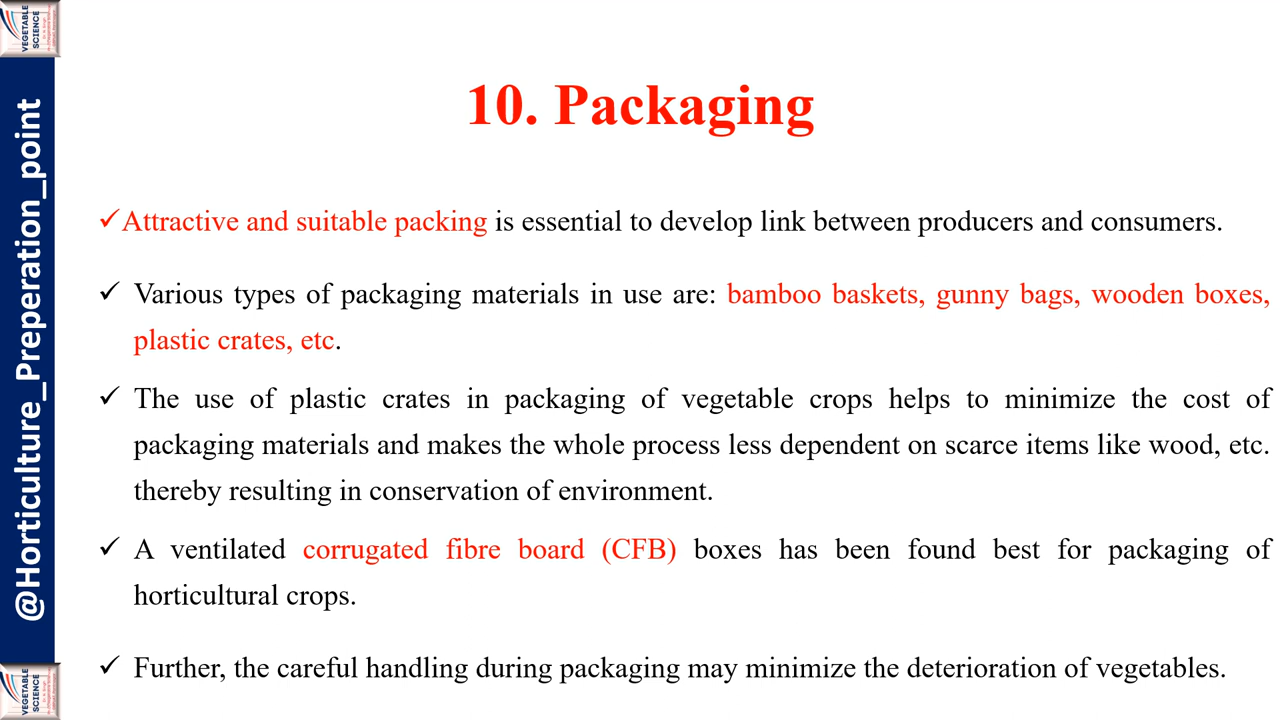 VEGETABLE
SCIENCE
@Horticulture_Preperation_point
10. Packaging
✓Attractive and suitable packing is essential to develop link between producers and consumers.
✓ Various types of packaging materials in use are: bamboo baskets, gunny bags, wooden boxes,
plastic crates, etc.
✓ The use of plastic crates in packaging of vegetable crops helps to minimize the cost of
packaging materials and makes the whole process less dependent on scarce items like wood, etc.
thereby resulting in conservation of environment.
✓ A ventilated corrugated fibre board (CFB) boxes has been found best for packaging of
horticultural crops.
✓ Further, the careful handling during packaging may minimize the deterioration of vegetables.
VEGETABLE
SCIENCE